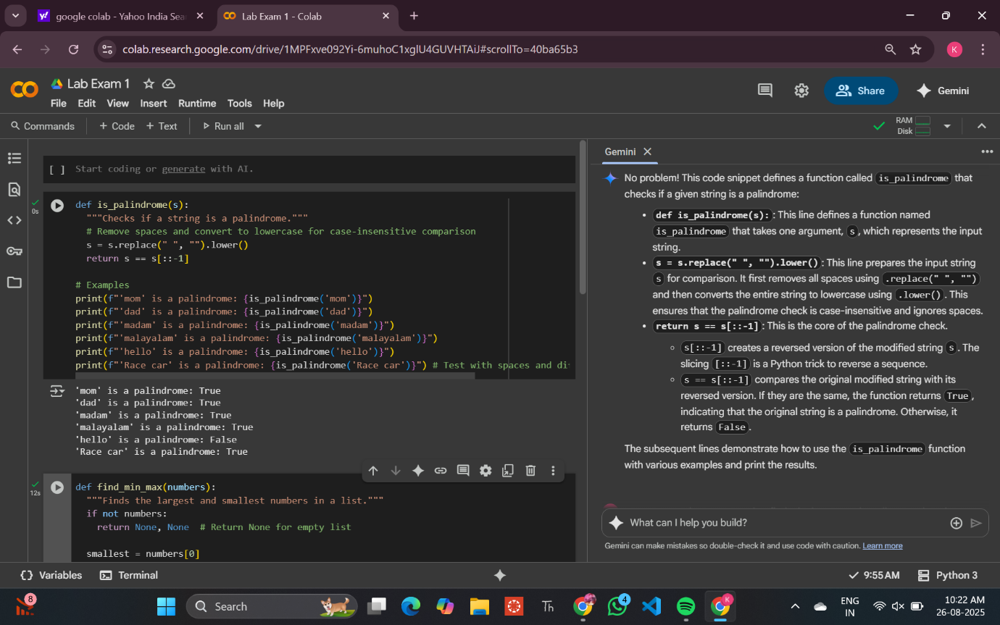 google colab - Yahoo India Sea
Lab Exam 1 - Colab
colab.research.google.com/drive/1MPFxve092Yi-6muhoC1xglU4GUVHTAiJ#scrollTo=40ba65b3
K
Lab Exam 1
File Edit View Insert Runtime Tools Help
Share
Gemini
Commands + Code + Text Run all
RAM
Disk
[ ] Start coding or generate with AI.
0s
def is_palindrome(s):
"""Checks if a string is a palindrome."""
# Remove spaces and convert to lowercase for case-insensitive comparison
s = s.replace(" ", "").lower()
return s == s[::-1]
# Examples
print(f"'mom' is a palindrome: {is_palindrome('mom')}")
print(f"'dad' is a palindrome: {is_palindrome('dad')}")
print(f"'madam' is a palindrome: {is_palindrome('madam')}")
print(f"'malayalam' is a palindrome: {is_palindrome('malayalam')}")
print(f"'hello' is a palindrome: {is_palindrome('hello')}")
print(f"'Race car' is a palindrome: {is_palindrome('Race car')}") # Test with spaces and di
'mom' is a palindrome: True
'dad' is a palindrome: True
'madam' is a palindrome: True
'malayalam' is a palindrome: True
'hello' is a palindrome: False
'Race car' is a palindrome: True
12s
def find_min_max(numbers):
"""Finds the largest and smallest numbers in a list."""
if not numbers:
return None, None # Return None for empty list
smallest = numbers[0]
Gemini
No problem! This code snippet defines a function called is_palindrome that
checks if a given string is a palindrome:
• def is_palindrome(s): : This line defines a function named
is_palindrome that takes one argument, s , which represents the input
string.
• s = s.replace(" ", "").lower() : This line prepares the input string
s for comparison. It first removes all spaces using .replace(" ", "")
and then converts the entire string to lowercase using .lower() . This
ensures that the palindrome check is case-insensitive and ignores spaces.
• return s == s[::-1] : This is the core of the palindrome check.
◦ s[::-1] creates a reversed version of the modified string s . The
slicing [::-1] is a Python trick to reverse a sequence.
◦ s == s[::-1] compares the original modified string with its
reversed version. If they are the same, the function returns True ,
indicating that the original string is a palindrome. Otherwise, it
returns False .
The subsequent lines demonstrate how to use the is_palindrome function
with various examples and print the results.
What can I help you build?
Gemini can make mistakes so double-check it and use code with caution. Learn more
Variables Terminal
9:55 AM Python 3
8
Search
Th
4
K
ENG
IN
10:22 AM
26-08-2025